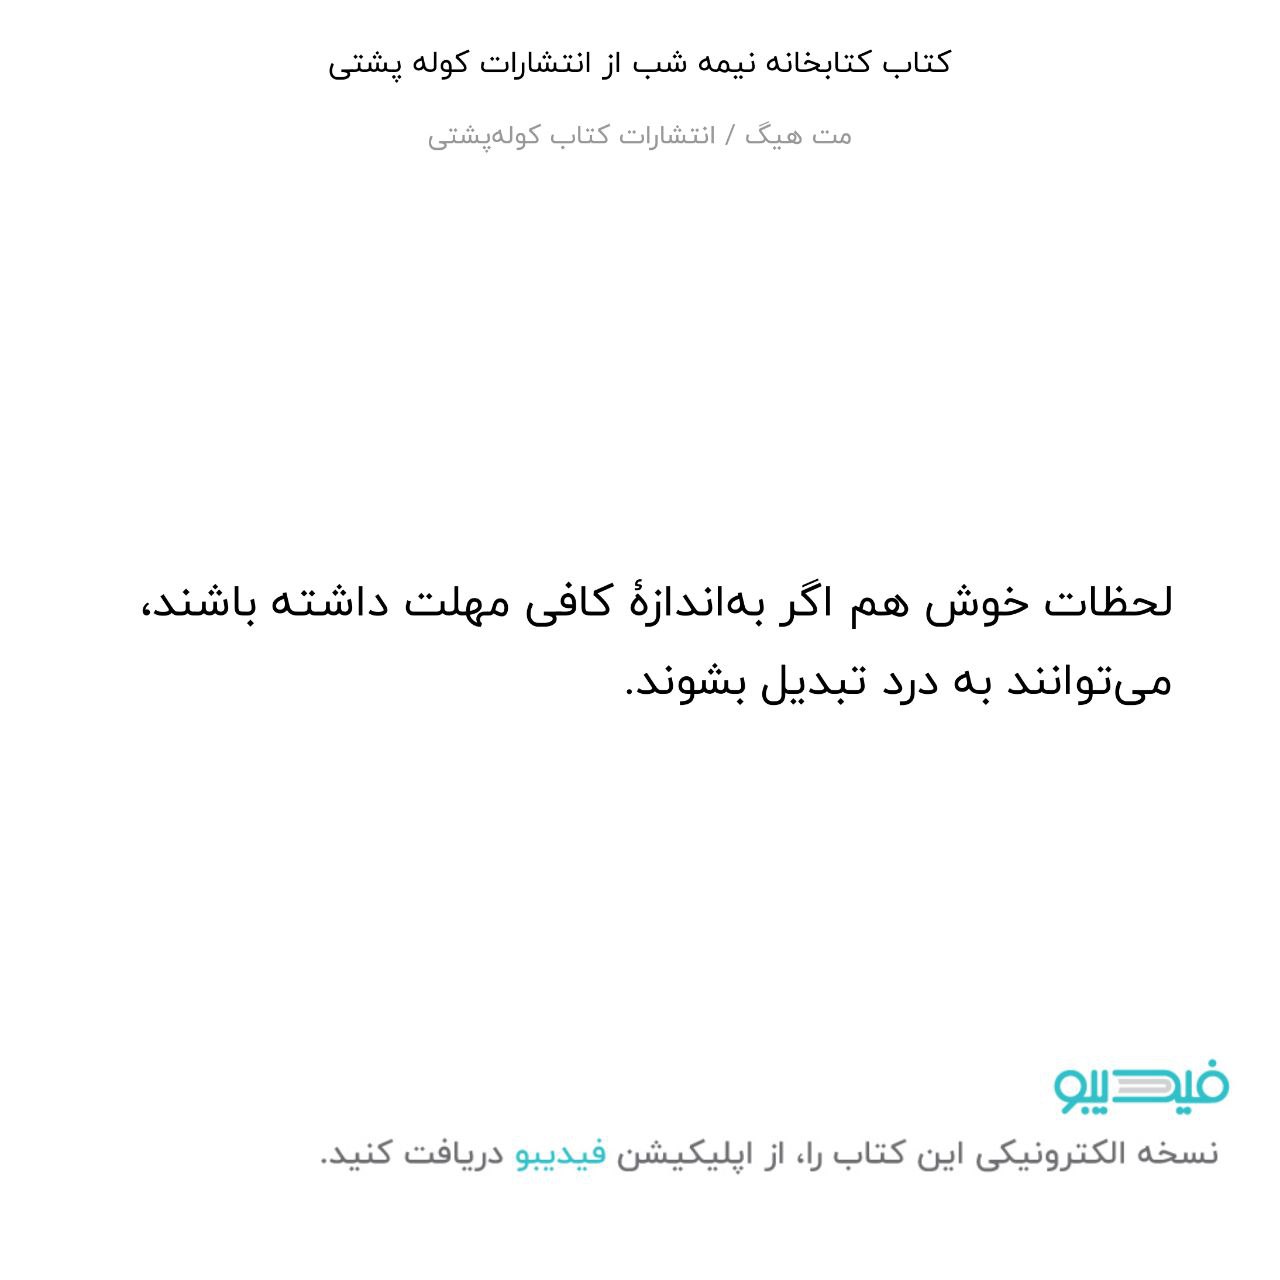 کتاب کتابخانه نیمه شب از انتشارات کوله پشتی
مت هیگ / انتشارات کتاب کوله‌پشتی
لحظات خوش هم اگر به‌اندازهٔ کافی مهلت داشته باشند،
می‌توانند به درد تبدیل بشوند.
فیدیبو
نسخه الکترونیکی این کتاب را، از اپلیکیشن فیدیبو دریافت کنید.